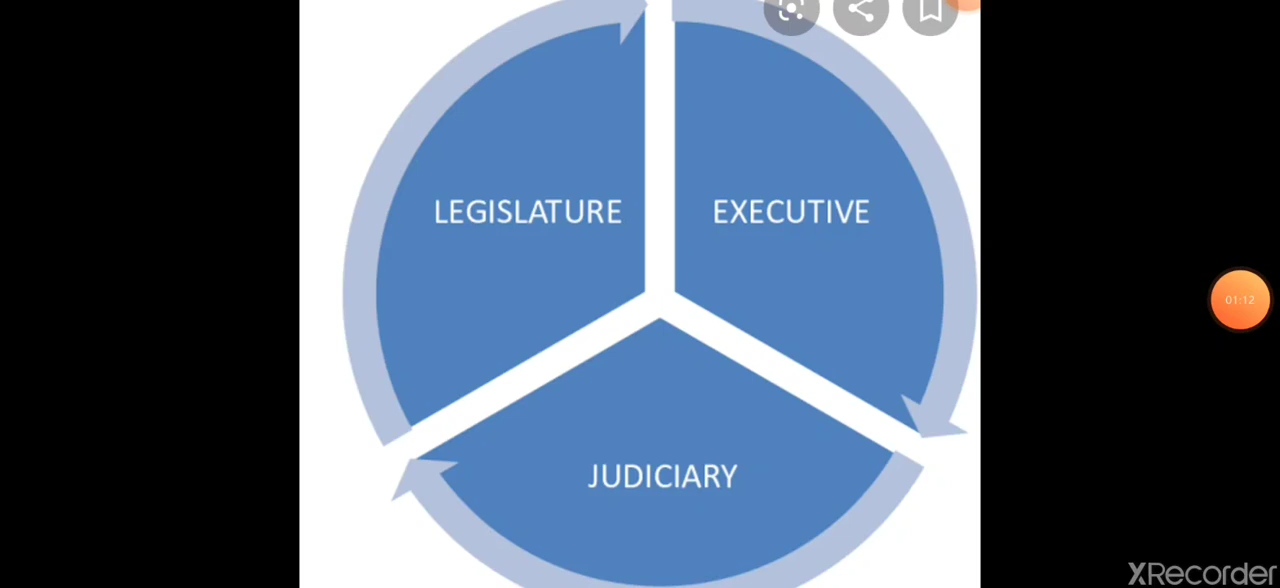 LEGISLATURE
EXECUTIVE
JUDICIARY
01:12
XRecorder